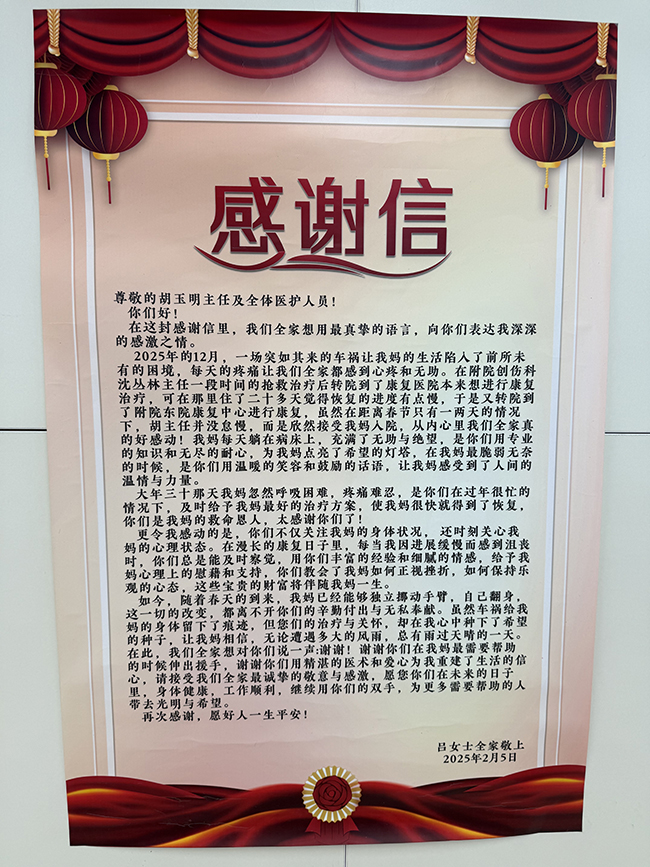 感谢信
尊敬的胡玉明主任及全体医护人员！
你们好！
在这封感谢信里，我们全家想用最真挚的语言，向你们表达我深深
的感激之情。
2025年的12月，一场突如其来的车祸让我妈的生活陷入了前所未
有的困境，每天的疼痛让我们全家都感到心疼和无助。在附院创伤科
沈丛林主任一段时间的抢救治疗后转院到了康复医院本来想进行康复
治疗，可在那里住了二十多天觉得恢复的进度有点慢，于是又转院到
了附院东院康复中心进行康复，虽然在距离春节只有一两天的情况
下，胡主任并没怠慢，而是欣然接受我妈入院，从内心里我们全家真
的好感动！我妈每天躺在病床上，充满了无助与绝望，是你们用专业
的知识和无尽的耐心，为我妈点亮了希望的灯塔，在我妈最脆弱无奈
的时候，是你们用温暖的笑容和鼓励的话语，让我妈感受到了人间的
温情与力量。
大年三十那天我妈忽然呼吸困难，疼痛难忍，是你们在过年很忙的
情况下，及时给予我妈最好的治疗方案，使我妈很快就得到了恢复，
你们是我妈的救命恩人，太感谢你们了！
更令我感动的是，你们不仅关注我妈的身体状况，还时刻关心我
妈的心理状态。在漫长的康复日子里，每当我因进展缓慢而感到沮丧
时，你们总是能及时察觉，用你们丰富的经验和细腻的情感，给予我
妈心理上的慰藉和支持，你们教会了我妈如何正视挫折，如何保持乐
观的心态，这些宝贵的财富将伴随我妈一生。
如今，随着春天的到来，我妈已经能够独立挪动手臂，自己翻身，
这一切的改变，都离不开你们的辛勤付出与无私奉献。虽然车祸给我
妈的身体留下了痕迹，但您们的治疗与关怀，却在我心中种下了希望
的种子，让我妈相信，无论遭遇多大的风雨，总有雨过天晴的一天。
在此，我们全家想对你们说一声:谢谢！谢谢你们在我妈最需要帮助
的时候伸出援手，谢谢你们用精湛的医术和爱心为我重建了生活的信
心，请接受我们全家最诚挚的敬意与感激，愿您们在未来的日子
里，身体健康，工作顺利，继续用你们的双手，为更多需要帮助的人
带去光明与希望。
再次感谢，愿好人一生平安！
吕女士全家敬上
2025年2月5日